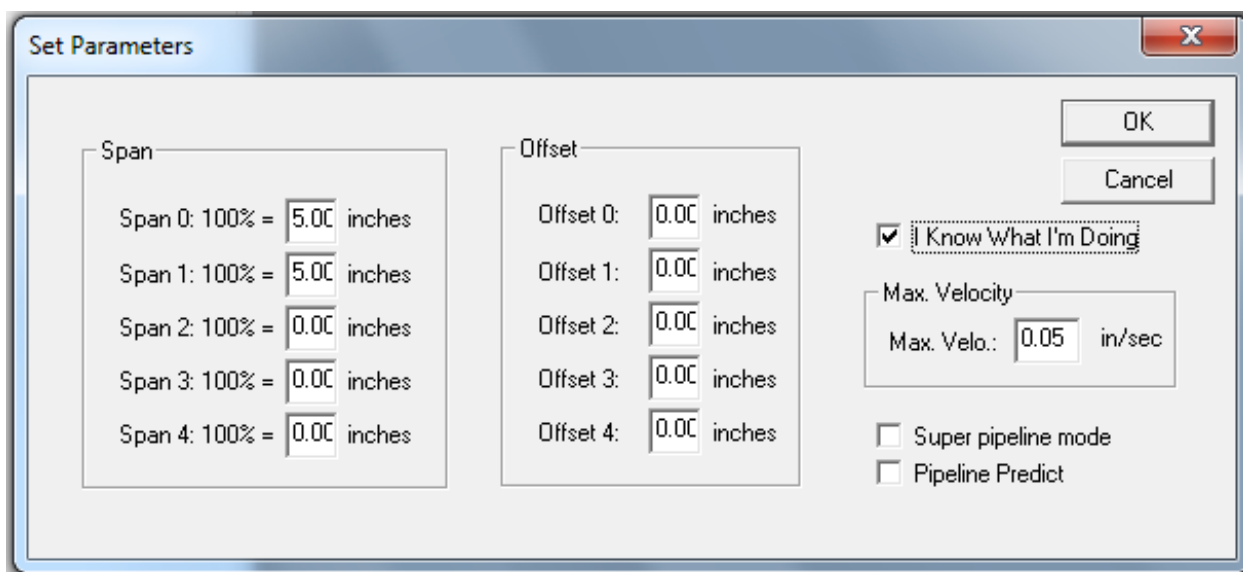 Set Parameters
OK
Cancel
Span
Span 0: 100% = 5.00 inches
Span 1: 100% = 5.00 inches
Span 2: 100% = 0.00 inches
Span 3: 100% = 0.00 inches
Span 4: 100% = 0.00 inches
Offset
Offset 0: 0.00 inches
Offset 1: 0.00 inches
Offset 2: 0.00 inches
Offset 3: 0.00 inches
Offset 4: 0.00 inches
I Know What I'm Doing
Max. Velocity
Max. Velo.: 0.05 in/sec
Super pipeline mode
Pipeline Predict